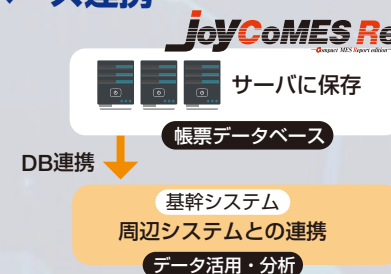 ース連携
JoyCoMES Re
Compact MES Report edition
サーバに保存
帳票データベース
DB連携
基幹システム
周辺システムとの連携
データ活用・分析